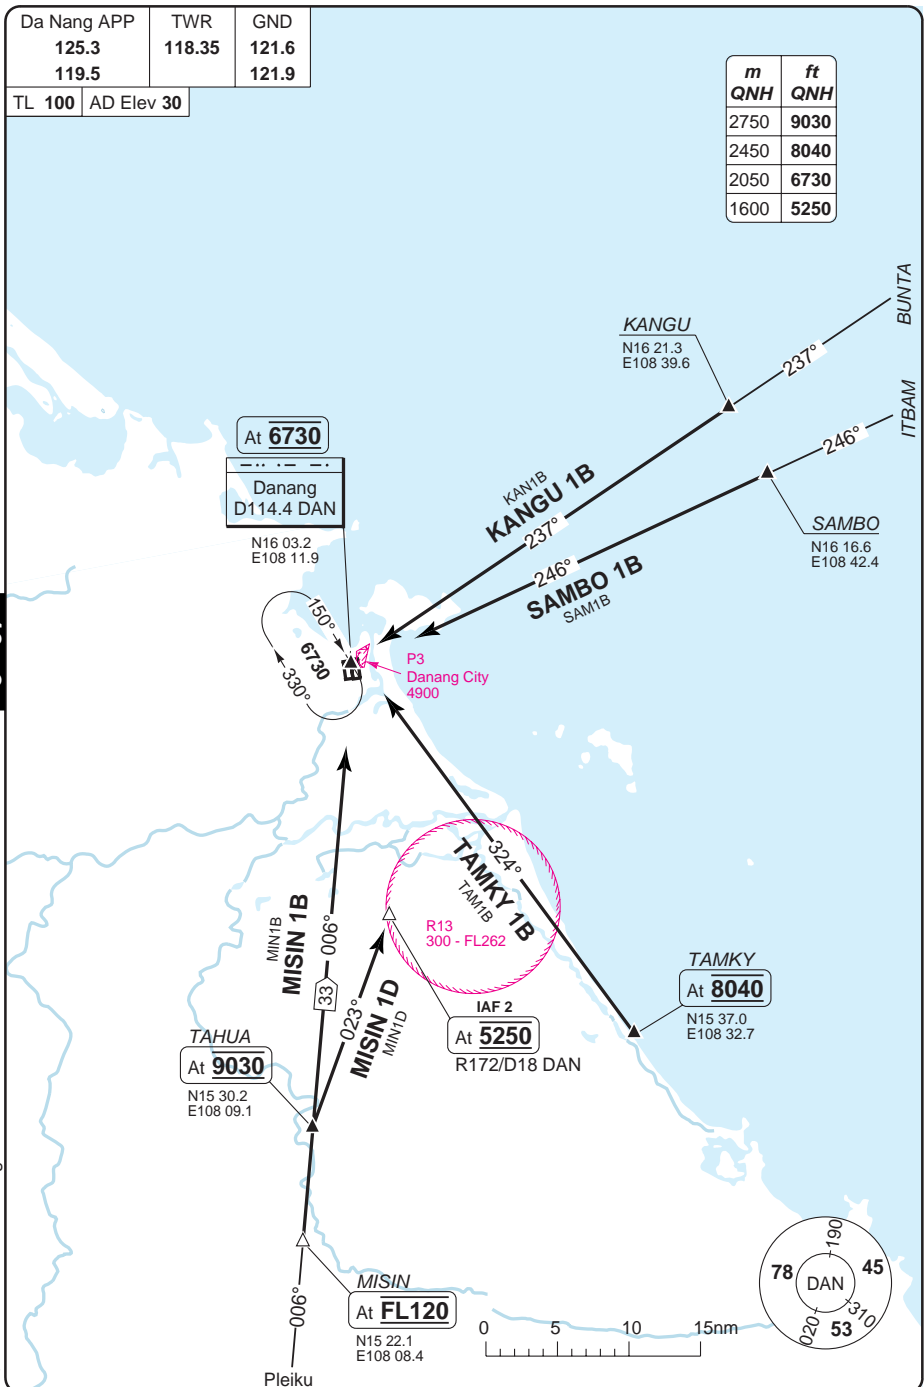 Da Nang APP
125.3
119.5
TWR
118.35
GND
121.6
121.9
TL 100
AD Elev 30
m QNH
ft QNH
2750 9030
2450 8040
2050 6730
1600 5250
BUNTA
237°
KANGU
N16 21.3
E108 39.6
ITBAM
246°
SAMBO
N16 16.6
E108 42.4
KAN1B
KANGU 1B
237°
246°
SAMBO 1B
SAM1B
At 6730
Danang
D114.4 DAN
N16 03.2
E108 11.9
150°
6730
330°
P3
Danang City
4900
324°
TAMKY 1B
TAM1B
R13
300 - FL262
MIN1B
MISIN 1B
006°
33
023°
MISIN 1D
MIN1D
IAF 2
At 5250
R172/D18 DAN
TAMKY
At 8040
N15 37.0
E108 32.7
TAHUA
At 9030
N15 30.2
E108 09.1
MISIN
At FL120
N15 22.1
E108 08.4
006°
Pleiku
0 5 10 15nm
190
78
45
DAN
020
310
53